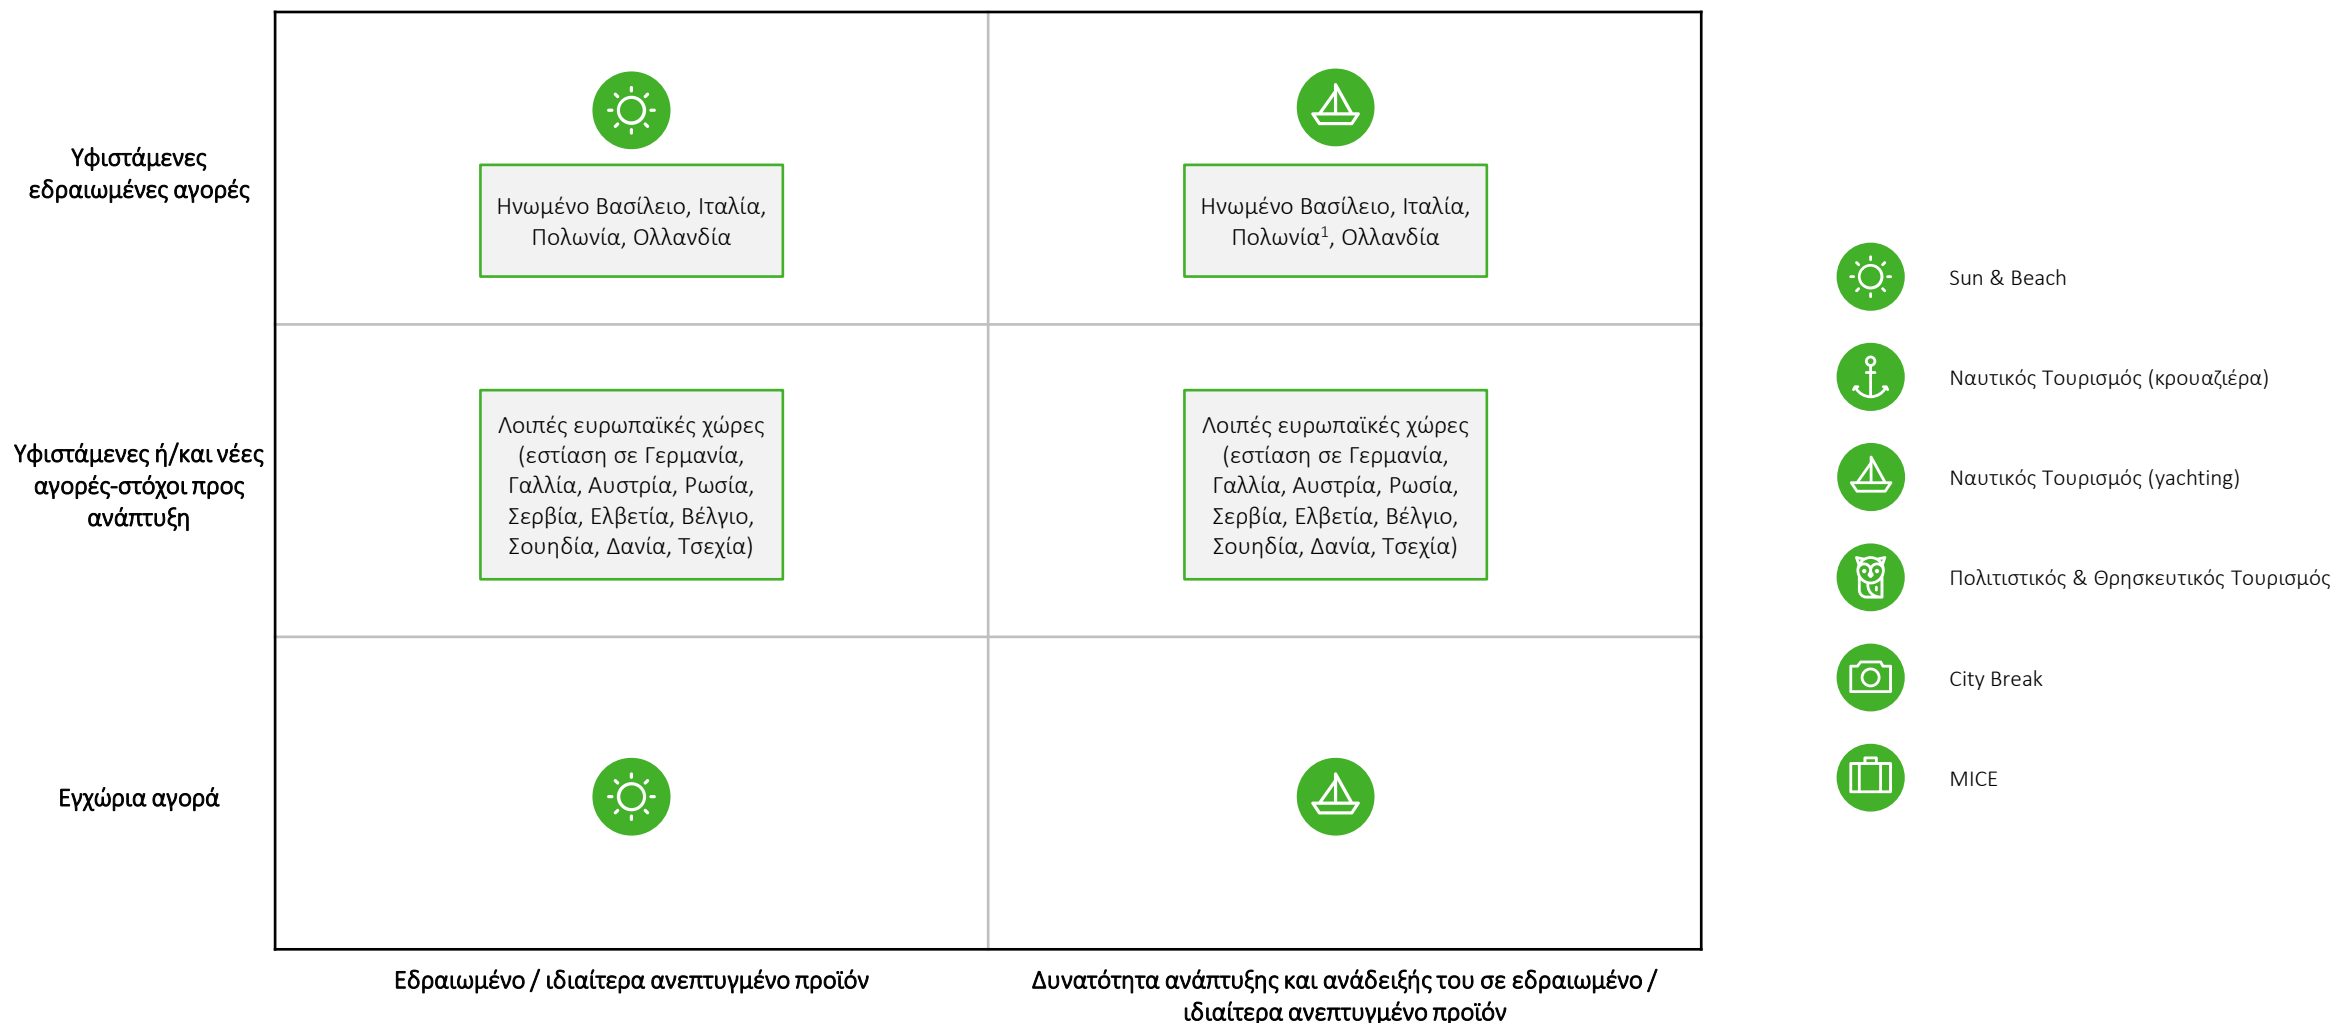 Υφιστάμενες
εδραιωμένες αγορές
Ηνωμένο Βασίλειο, Ιταλία,
Πολωνία, Ολλανδία
Ηνωμένο Βασίλειο, Ιταλία,
Πολωνία¹, Ολλανδία
Υφιστάμενες ή/και νέες
αγορές-στόχοι προς
ανάπτυξη
Λοιπές ευρωπαϊκές χώρες
(εστίαση σε Γερμανία,
Γαλλία, Αυστρία, Ρωσία,
Σερβία, Ελβετία, Βέλγιο,
Σουηδία, Δανία, Τσεχία)
Λοιπές ευρωπαϊκές χώρες
(εστίαση σε Γερμανία,
Γαλλία, Αυστρία, Ρωσία,
Σερβία, Ελβετία, Βέλγιο,
Σουηδία, Δανία, Τσεχία)
Εγχώρια αγορά
Εδραιωμένο / ιδιαίτερα ανεπτυγμένο προϊόν
Δυνατότητα ανάπτυξης και ανάδειξής του σε εδραιωμένο /
ιδιαίτερα ανεπτυγμένο προϊόν
Sun & Beach
Ναυτικός Τουρισμός (κρουαζιέρα)
Ναυτικός Τουρισμός (yachting)
Πολιτιστικός & Θρησκευτικός Τουρισμός
City Break
MICE